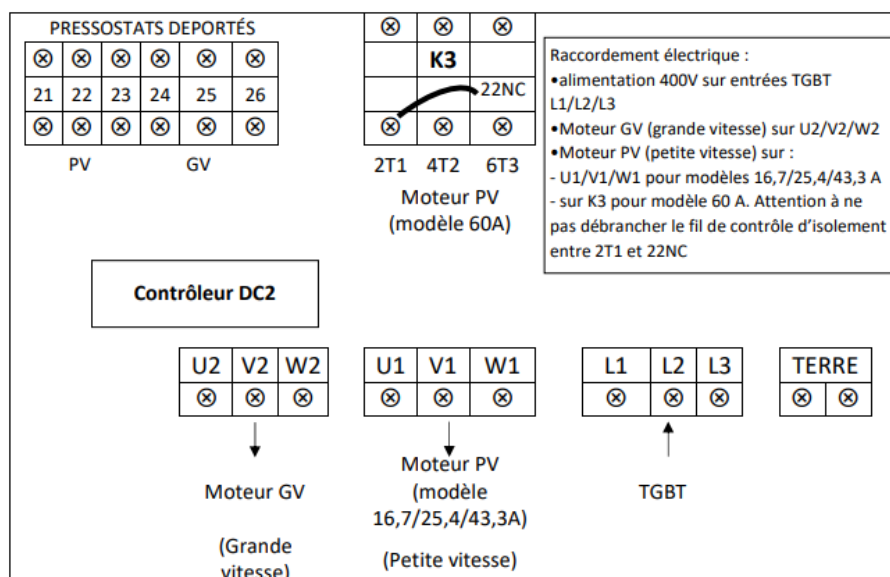 PRESSOSTATS DEPORTÉS
21 22 23 24 25 26
PV GV
K3
22NC
2T1 4T2 6T3
Moteur PV
(modèle 60A)
Raccordement électrique :
•alimentation 400V sur entrées TGBT
L1/L2/L3
•Moteur GV (grande vitesse) sur U2/V2/W2
•Moteur PV (petite vitesse) sur :
- U1/V1/W1 pour modèles 16,7/25,4/43,3 A
- sur K3 pour modèle 60 A. Attention à ne
pas débrancher le fil de contrôle d’isolement
entre 2T1 et 22NC
Contrôleur DC2
U2 V2 W2
U1 V1 W1
L1 L2 L3
TERRE
Moteur GV
(Grande
vitesse)
Moteur PV
(modèle
16,7/25,4/43,3A)
(Petite vitesse)
TGBT